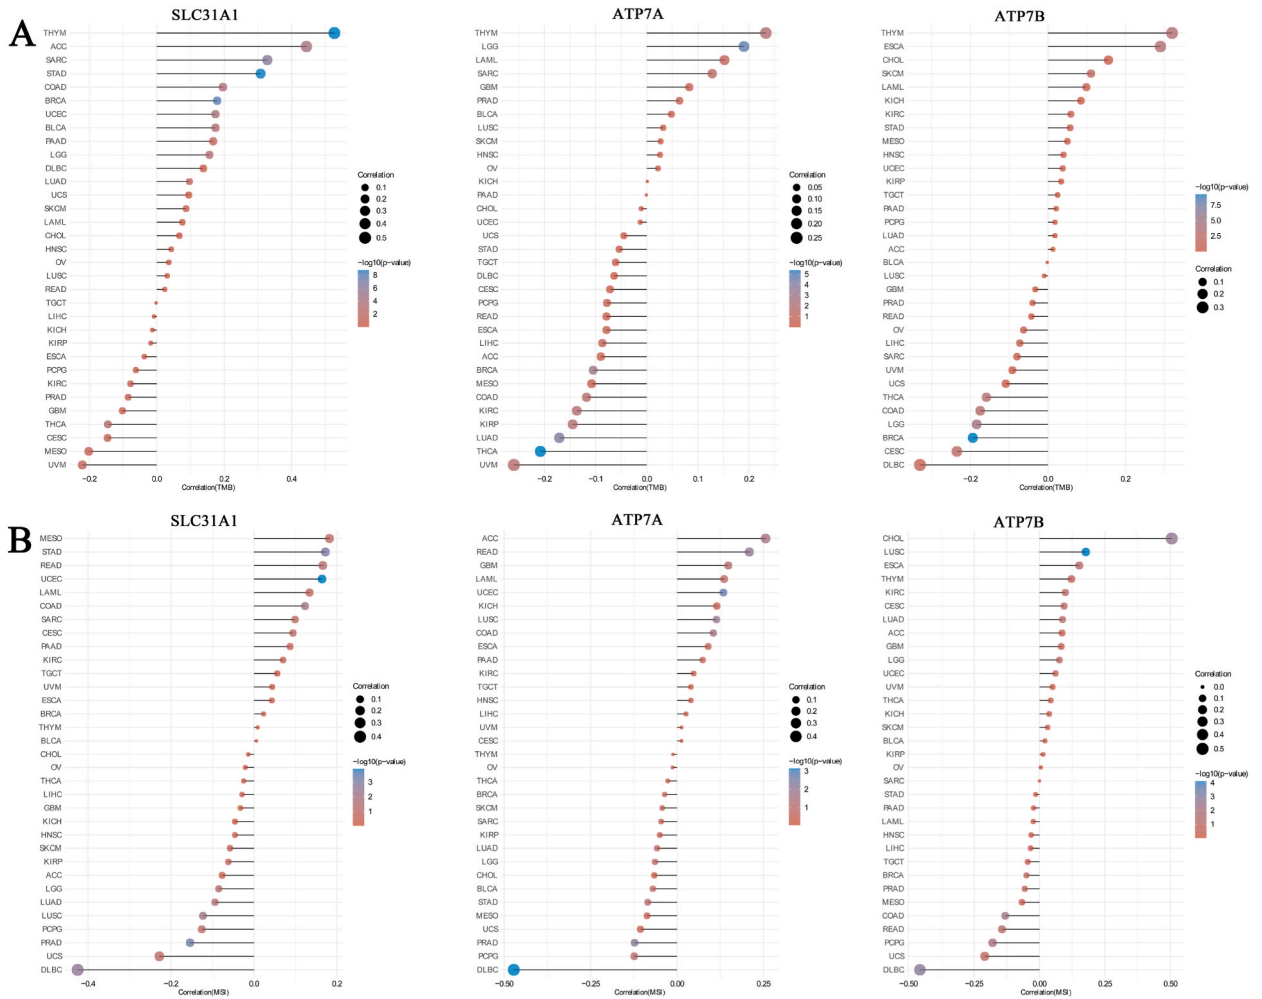 A
SLC31A1
THYM
ACC
SARC
STAD
COAD
BRCA
UCEC
BLCA
PAAD
LGG
DLBC
LUAD
UCS
SKCM
LAML
CHOL
HNSC
OV
LUSC
READ
TGCT
LIHC
KICH
KIRP
ESCA
PCPG
KIRC
PRAD
GBM
THCA
CESC
MESO
UVM
−0.2 0.0 0.2 0.4
Correlation(TMB)
Correlation
0.1
0.2
0.3
0.4
0.5
−log10(p−value)
8
6
4
2
ATP7A
THYM
LGG
LAML
SARC
GBM
PRAD
BLCA
LUSC
SKCM
HNSC
OV
KICH
PAAD
CHOL
UCEC
UCS
STAD
TGCT
DLBC
CESC
PCPG
READ
ESCA
LIHC
ACC
BRCA
MESO
COAD
KIRC
KIRP
LUAD
THCA
UVM
−0.2 −0.1 0.0 0.1 0.2
Correlation(TMB)
Correlation
0.05
0.10
0.15
0.20
0.25
−log10(p−value)
5
4
3
2
1
ATP7B
THYM
ESCA
CHOL
SKCM
LAML
KICH
KIRC
STAD
MESO
HNSC
UCEC
KIRP
TGCT
PAAD
PCPG
LUAD
ACC
BLCA
LUSC
GBM
PRAD
READ
OV
LIHC
SARC
UVM
UCS
THCA
COAD
LGG
BRCA
CESC
DLBC
−0.2 0.0 0.2
Correlation(TMB)
−log10(p−value)
7.5
5.0
2.5
Correlation
0.1
0.2
0.3
B
SLC31A1
MESO
STAD
READ
UCEC
LAML
COAD
SARC
CESC
PAAD
KIRC
TGCT
UVM
ESCA
BRCA
THYM
BLCA
CHOL
OV
THCA
LIHC
GBM
KICH
HNSC
SKCM
KIRP
ACC
LGG
LUAD
LUSC
PCPG
PRAD
UCS
DLBC
−0.4 −0.2 0.0 0.2
Correlation(MSI)
Correlation
0.1
0.2
0.3
0.4
−log10(p−value)
3
2
1
ATP7A
ACC
READ
GBM
LAML
UCEC
KICH
LUSC
COAD
ESCA
PAAD
KIRC
TGCT
HNSC
LIHC
UVM
CESC
THYM
OV
THCA
BRCA
SKCM
SARC
KIRP
LUAD
LGG
CHOL
BLCA
STAD
MESO
UCS
PRAD
PCPG
DLBC
−0.50 −0.25 0.00 0.25
Correlation(MSI)
Correlation
0.1
0.2
0.3
0.4
−log10(p−value)
3
2
1
ATP7B
CHOL
LUSC
ESCA
THYM
KIRC
CESC
LUAD
ACC
GBM
LGG
UCEC
UVM
THCA
KICH
SKCM
BLCA
KIRP
OV
SARC
STAD
PAAD
LAML
HNSC
LIHC
TGCT
BRCA
PRAD
MESO
COAD
READ
PCPG
UCS
DLBC
−0.50 −0.25 0.00 0.25 0.50
Correlation(MSI)
Correlation
0.0
0.1
0.2
0.3
0.4
0.5
−log10(p−value)
4
3
2
1